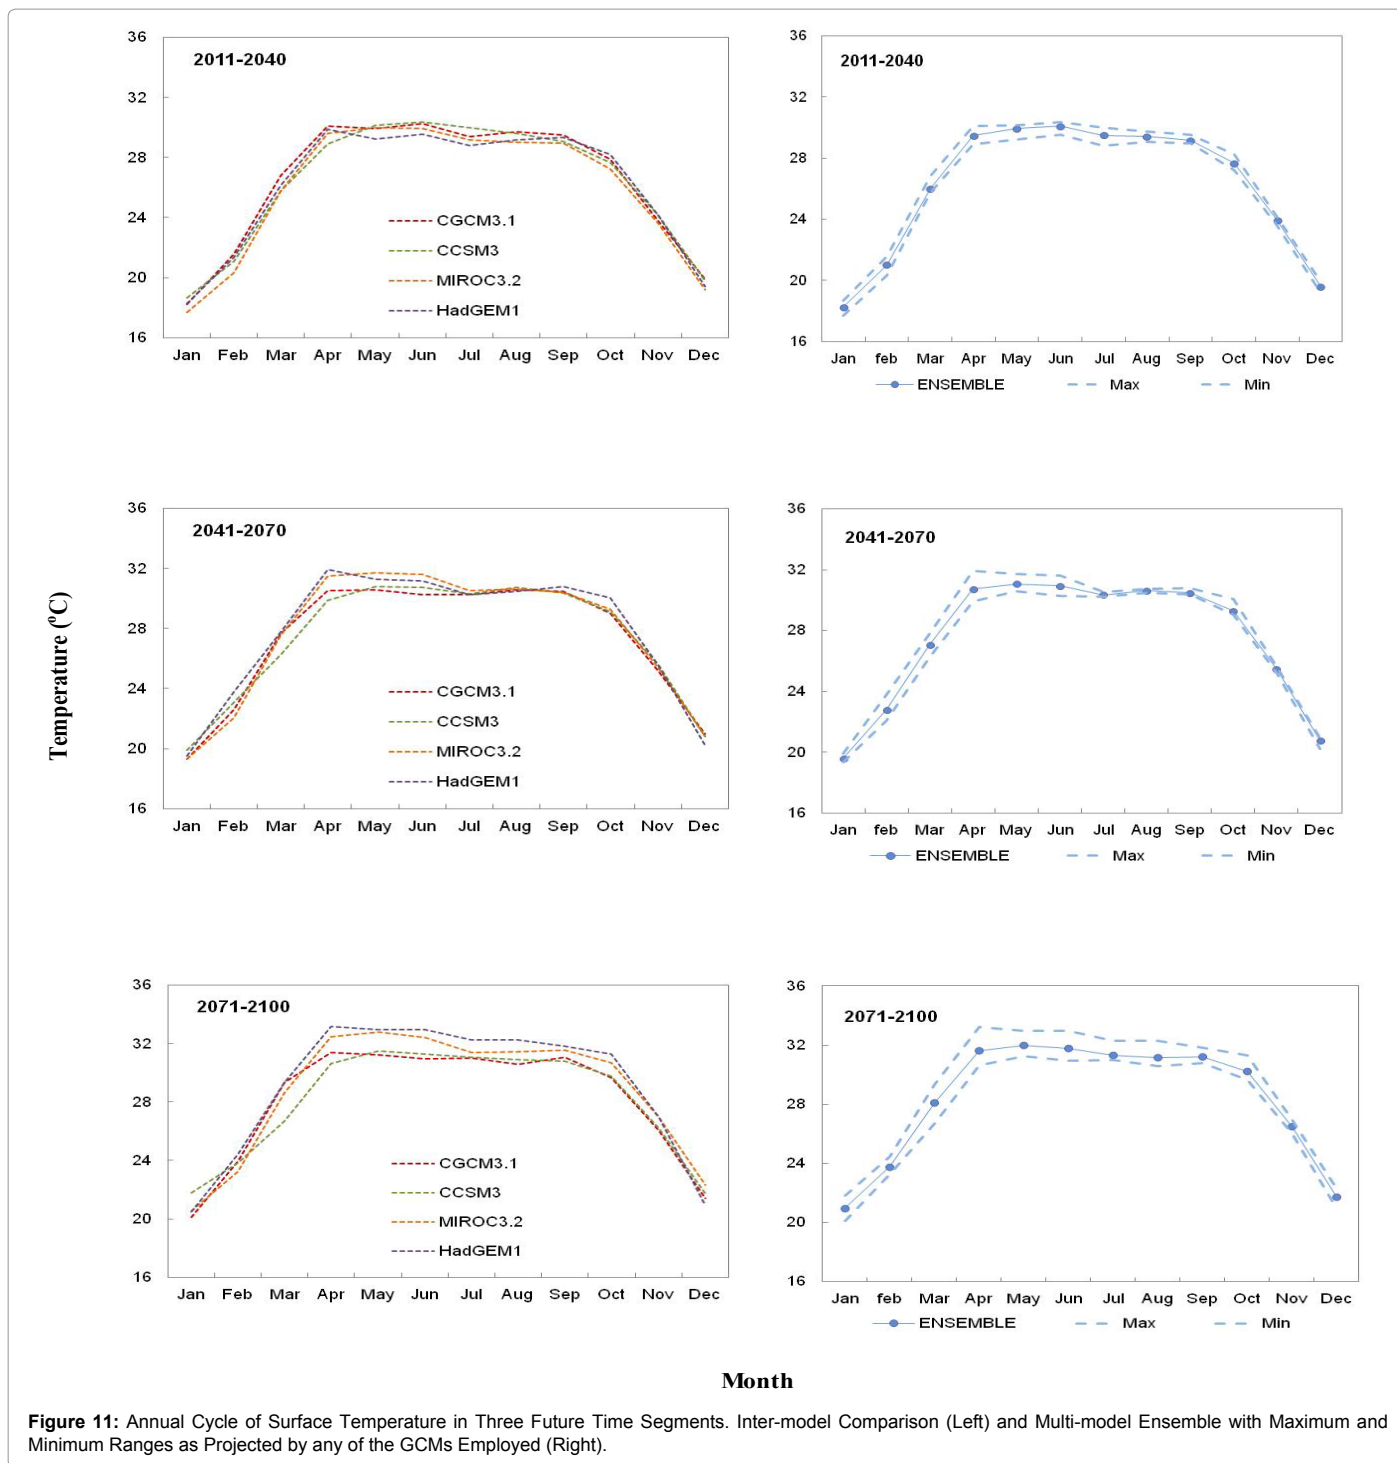 36
32
28
24
20
16
2011-2040
CGCM3.1
CCSM3
MIROC3.2
HadGEM1
Jan Feb Mar Apr May Jun Jul Aug Sep Oct Nov Dec
36
32
28
24
20
16
2011-2040
Jan feb Mar Apr May Jun Jul Aug Sep Oct Nov Dec
ENSEMBLE Max Min
Temperature (⁰C)
36
32
28
24
20
16
2041-2070
CGCM3.1
CCSM3
MIROC3.2
HadGEM1
Jan Feb Mar Apr May Jun Jul Aug Sep Oct Nov Dec
36
32
28
24
20
16
2041-2070
Jan feb Mar Apr May Jun Jul Aug Sep Oct Nov Dec
ENSEMBLE Max Min
36
32
28
24
20
16
2071-2100
CGCM3.1
CCSM3
MIROC3.2
HadGEM1
Jan Feb Mar Apr May Jun Jul Aug Sep Oct Nov Dec
36
32
28
24
20
16
2071-2100
Jan feb Mar Apr May Jun Jul Aug Sep Oct Nov Dec
ENSEMBLE Max Min
Month
Figure 11: Annual Cycle of Surface Temperature in Three Future Time Segments. Inter-model Comparison (Left) and Multi-model Ensemble with Maximum and
Minimum Ranges as Projected by any of the GCMs Employed (Right).